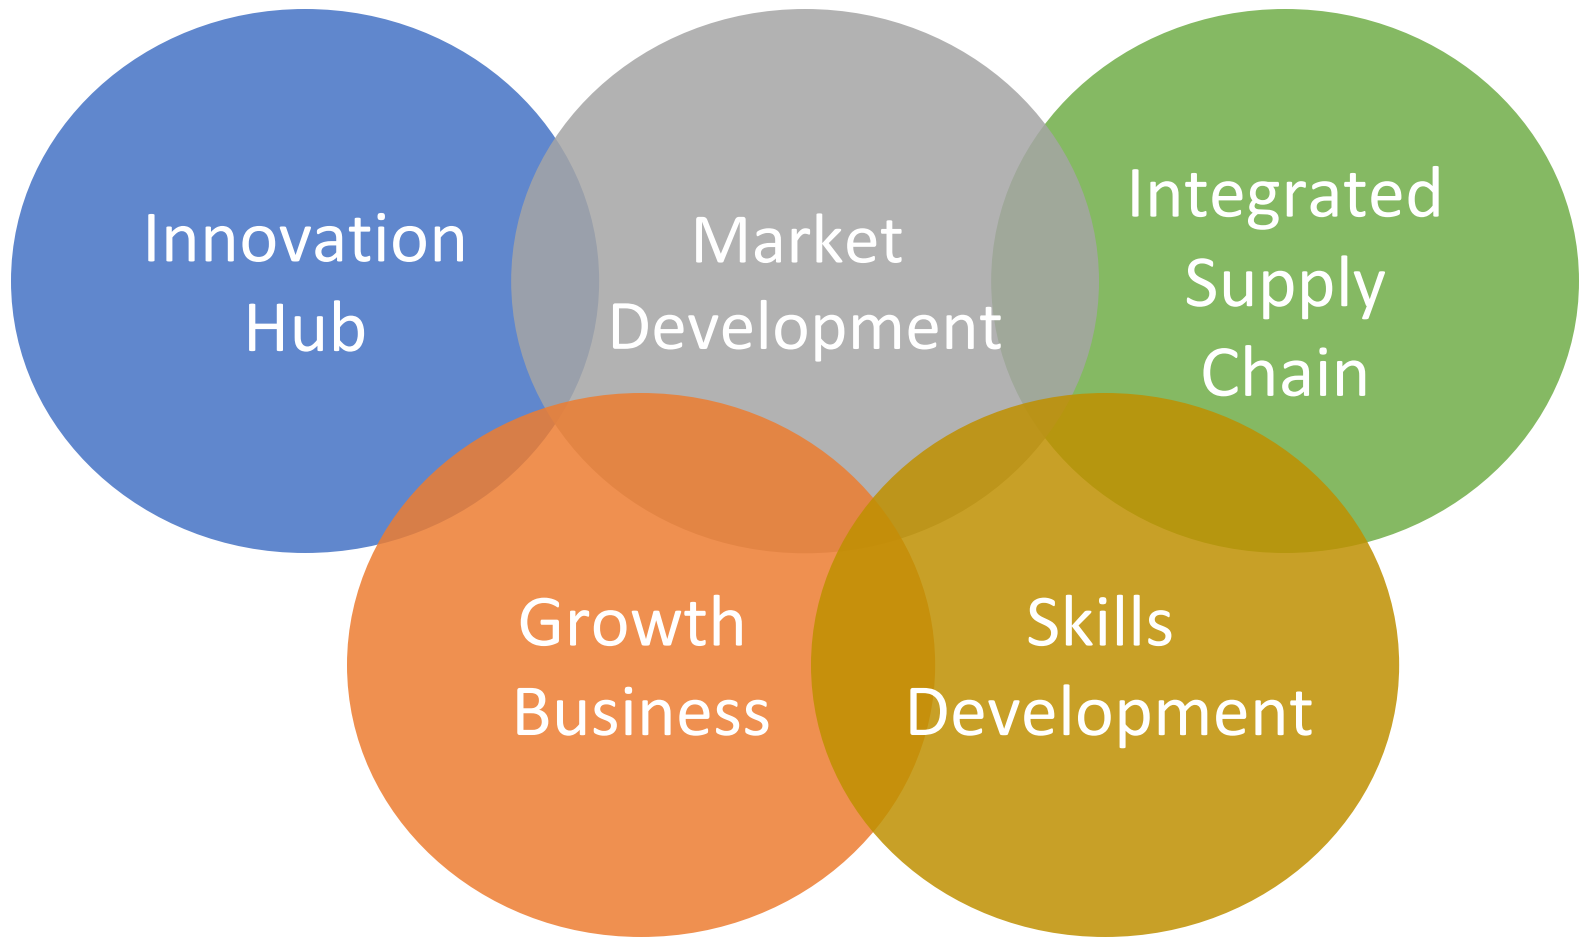 Innovation
Hub
Market
Development
Integrated
Supply
Chain
Growth
Business
Skills
Development